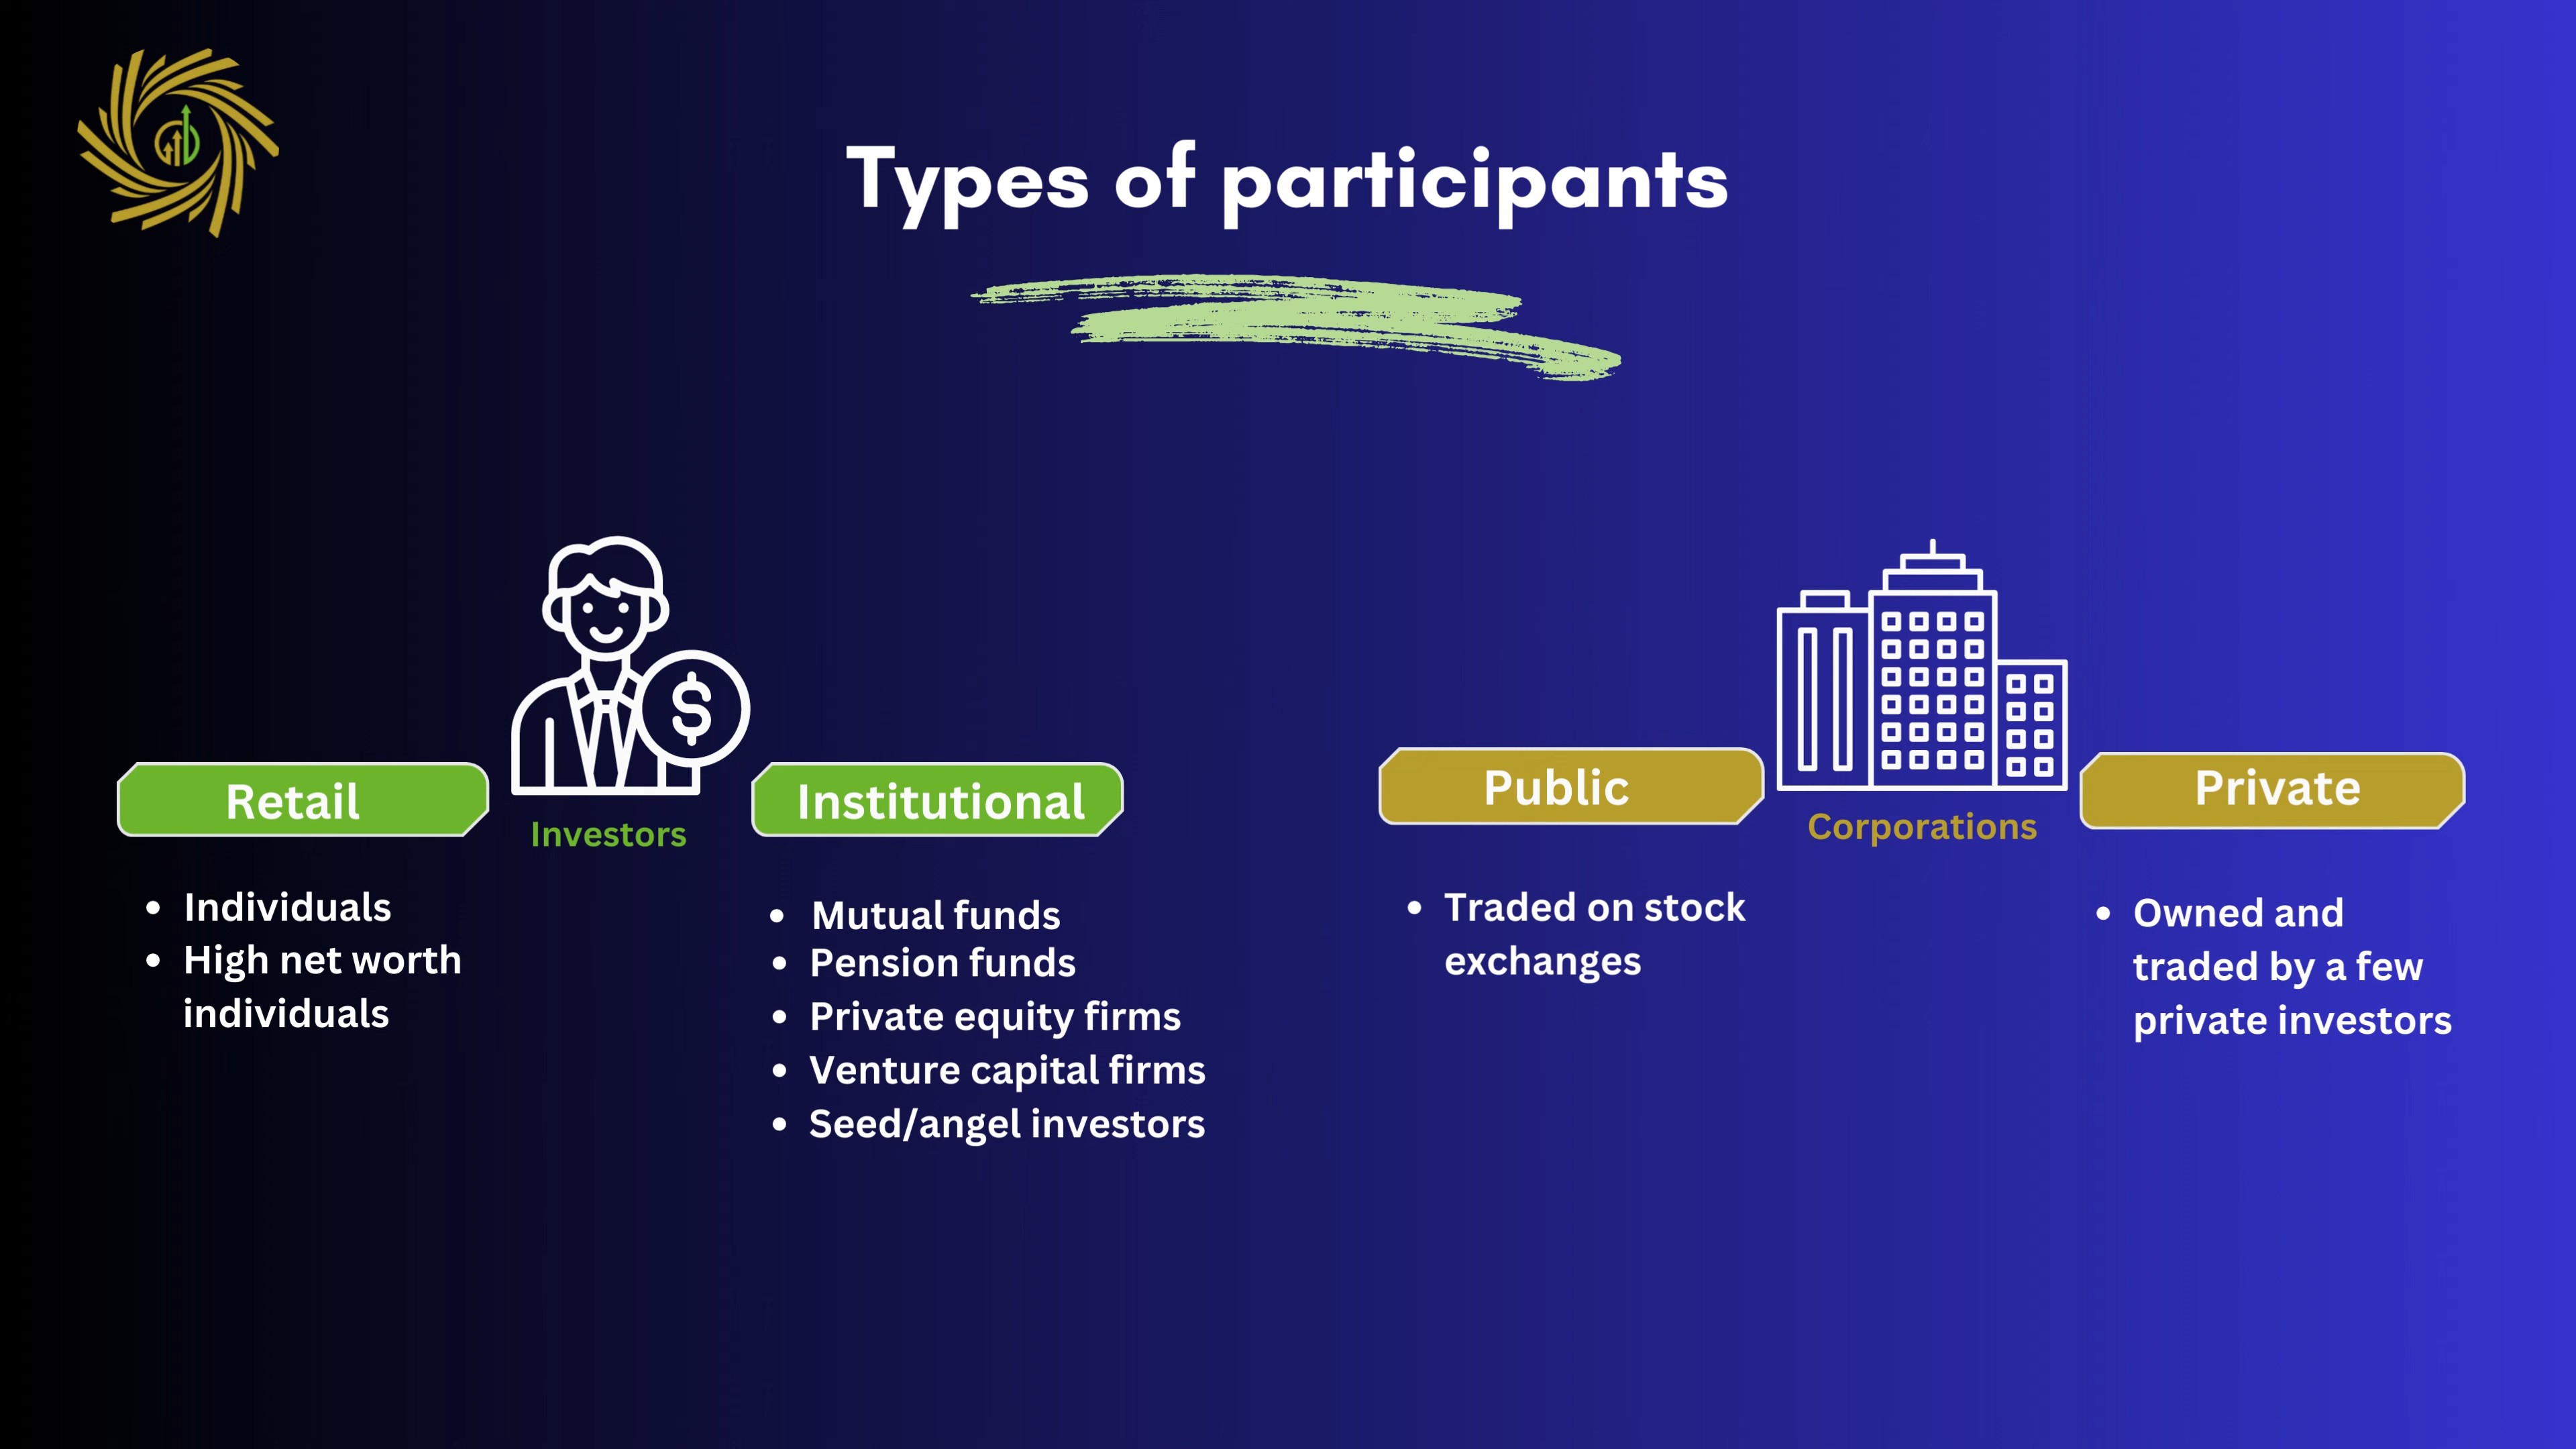 Types of participants
Retail
Investors
Institutional
Individuals
High net worth
individuals
Mutual funds
Pension funds
Private equity firms
Venture capital firms
Seed/angel investors
Public
Corporations
Private
Traded on stock
exchanges
Owned and
traded by a few
private investors
$